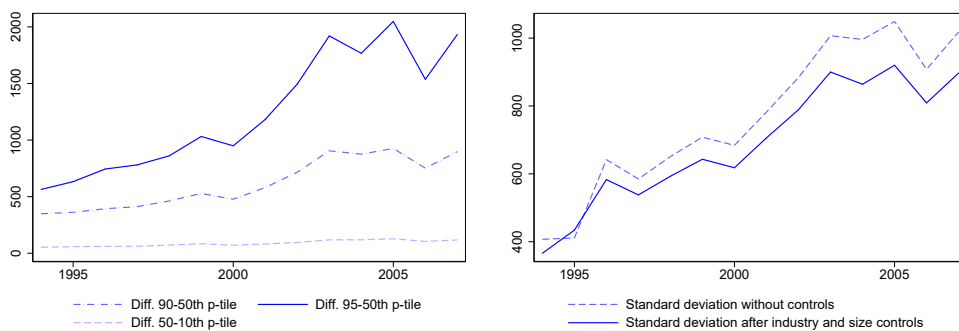 2000
1500
1000
500
0
1995 2000 2005
Diff. 90-50th p-tile Diff. 95-50th p-tile
Diff. 50-10th p-tile
1000
800
600
400
1995 2000 2005
Standard deviation without controls
Standard deviation after industry and size controls